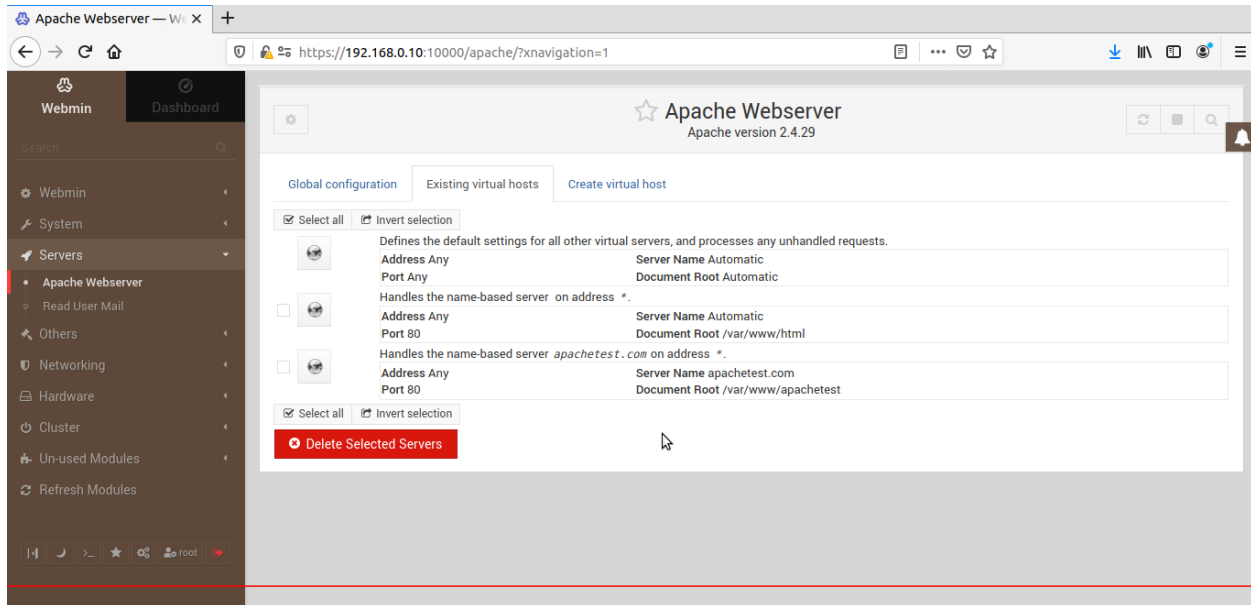 Apache Webserver — We
https://192.168.0.10:10000/apache/?xnavigation=1
Webmin
Dashboard
Search
Webmin
System
Servers
Apache Webserver
Read User Mail
Others
Networking
Hardware
Cluster
Un-used Modules
Refresh Modules
root
Apache Webserver
Apache version 2.4.29
Global configuration Existing virtual hosts Create virtual host
Select all Invert selection
Defines the default settings for all other virtual servers, and processes any unhandled requests.
Address Any Server Name Automatic
Port Any Document Root Automatic
Handles the name-based server on address *.
Address Any Server Name Automatic
Port 80 Document Root /var/www/html
Handles the name-based server apachetest.com on address *.
Address Any Server Name apachetest.com
Port 80 Document Root /var/www/apachetest
Select all Invert selection
Delete Selected Servers